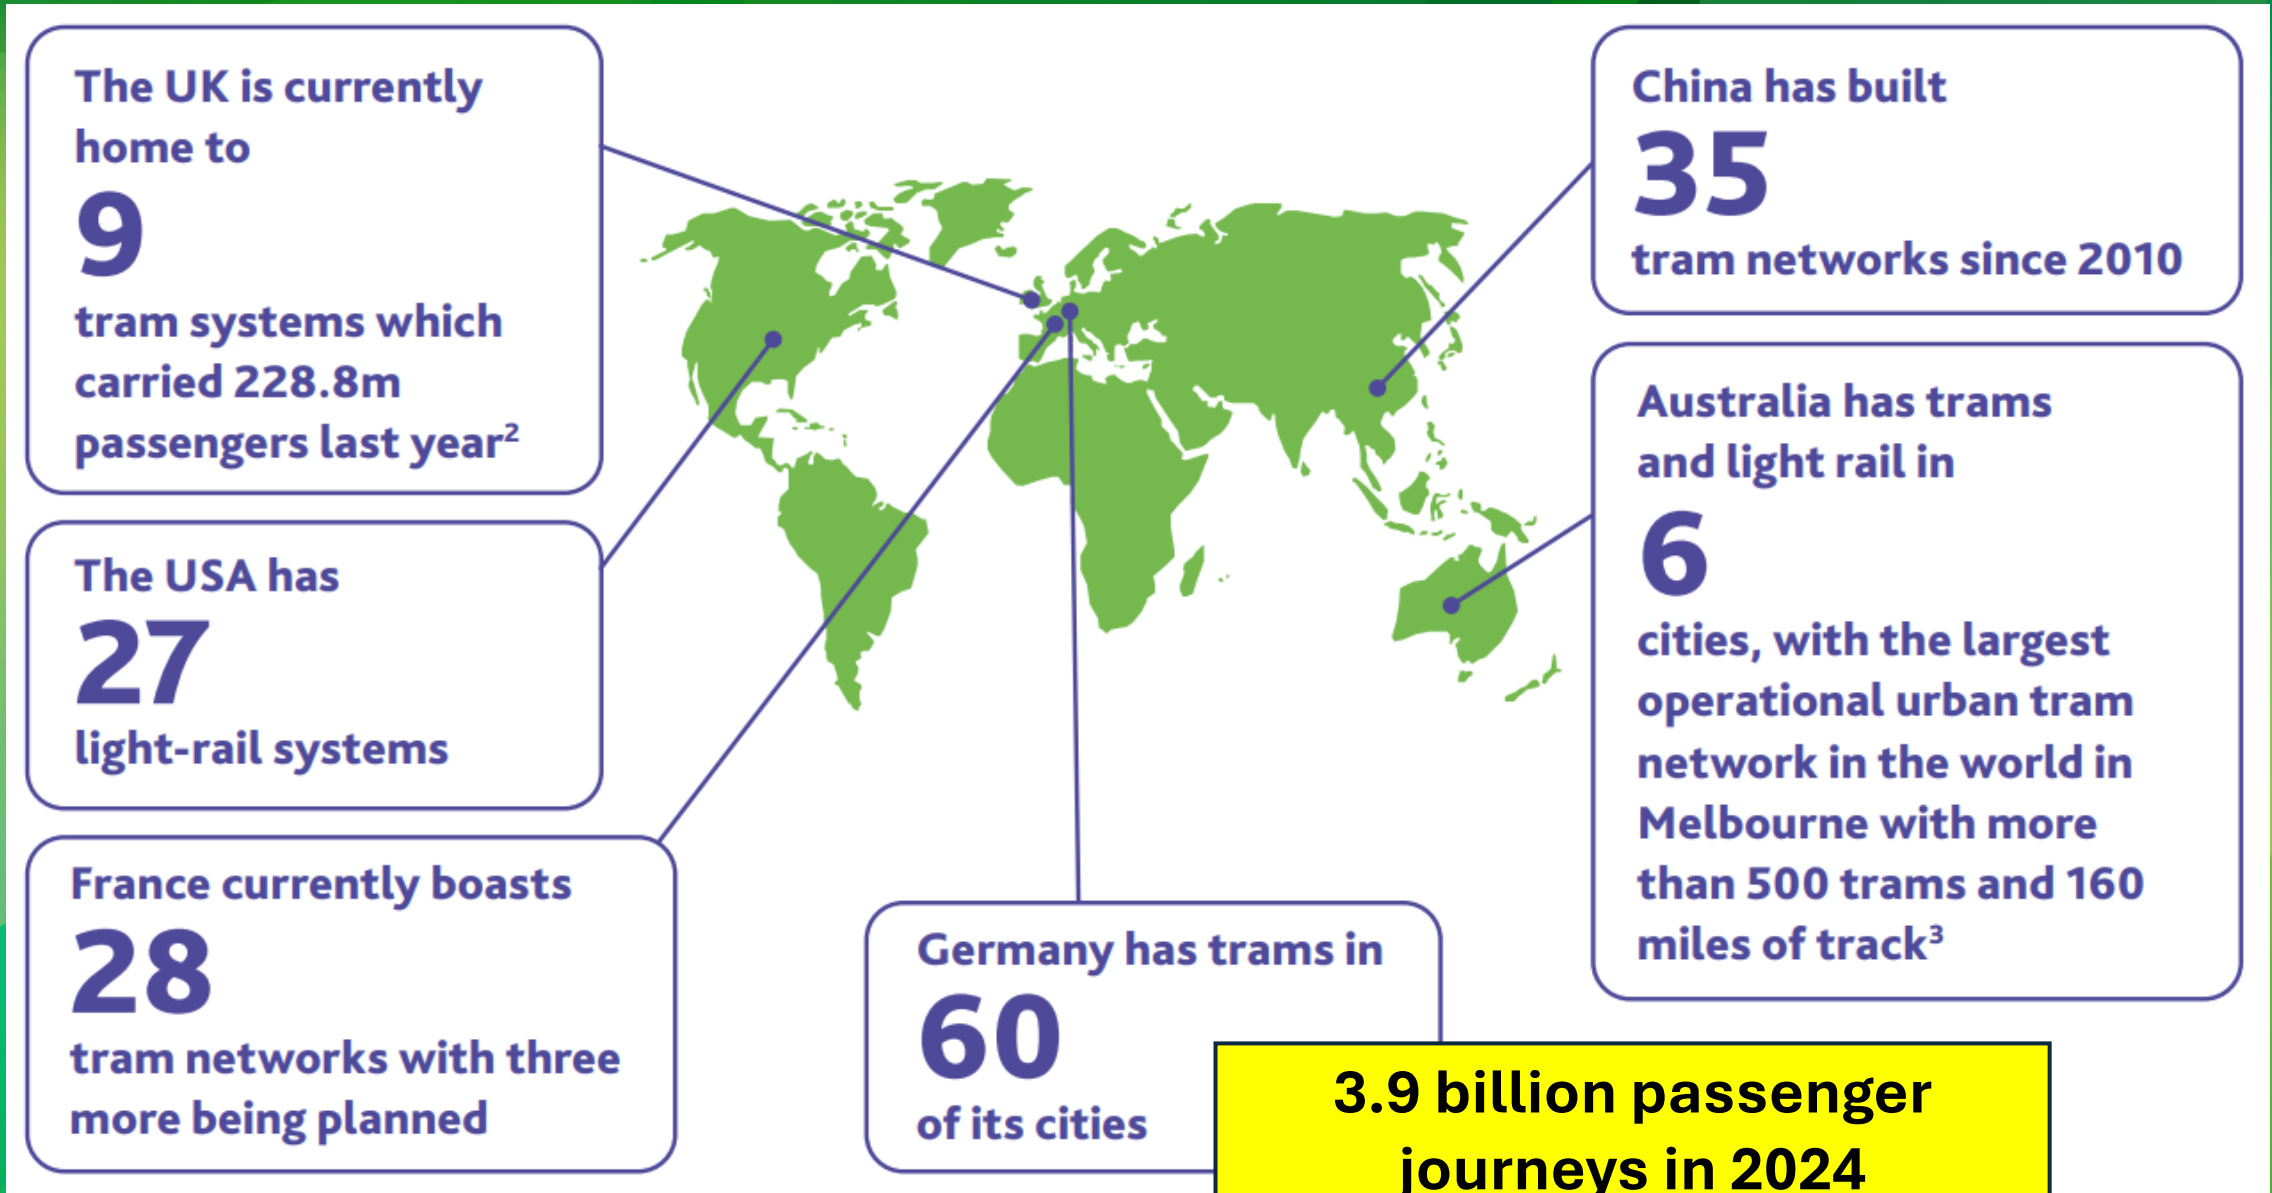 The UK is currently
home to
9
tram systems which
carried 228.8m
passengers last year²
The USA has
27
light-rail systems
France currently boasts
28
tram networks with three
more being planned
Germany has trams in
60
of its cities
3.9 billion passenger
journeys in 2024
China has built
35
tram networks since 2010
Australia has trams
and light rail in
6
cities, with the largest
operational urban tram
network in the world in
Melbourne with more
than 500 trams and 160
miles of track³